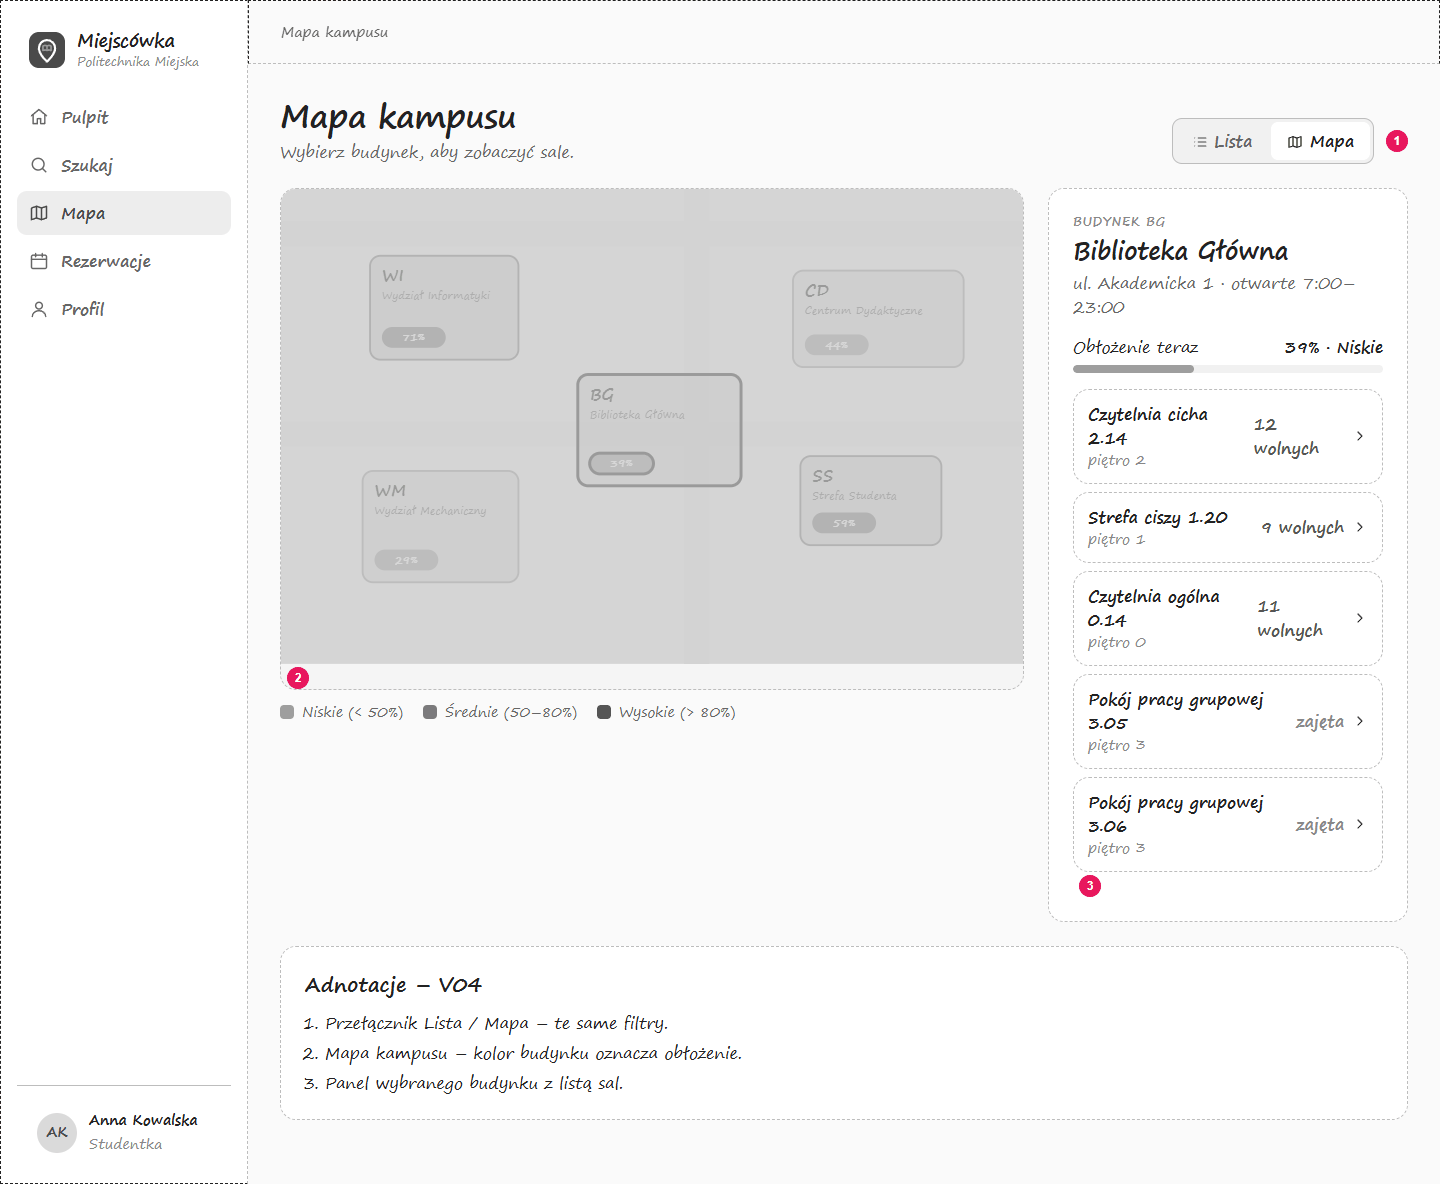 Miejscówka
Politechnika Miejska
Pulpit
Szukaj
Mapa
Rezerwacje
Profil
AK
Anna Kowalska
Studentka
Mapa kampusu
Mapa kampusu
Wybierz budynek, aby zobaczyć sale.
Lista
Mapa
1
WI
Wydział Informatyki
71%
CD
Centrum Dydaktyczne
44%
BG
Biblioteka Główna
39%
WM
Wydział Mechaniczny
29%
SS
Strefa Studenta
59%
2
Niskie (< 50%)
Średnie (50–80%)
Wysokie (> 80%)
BUDYNEK BG
Biblioteka Główna
ul. Akademicka 1 · otwarte 7:00–
23:00
Obłożenie teraz
39% · Niskie
Czytelnia cicha
2.14
piętro 2
12
wolnych
Strefa ciszy 1.20
piętro 1
9 wolnych
Czytelnia ogólna
0.14
piętro 0
11
wolnych
Pokój pracy grupowej
3.05
piętro 3
zajęta
Pokój pracy grupowej
3.06
piętro 3
zajęta
3
Adnotacje – V04
1. Przełącznik Lista / Mapa – te same filtry.
2. Mapa kampusu – kolor budynku oznacza obłożenie.
3. Panel wybranego budynku z listą sal.